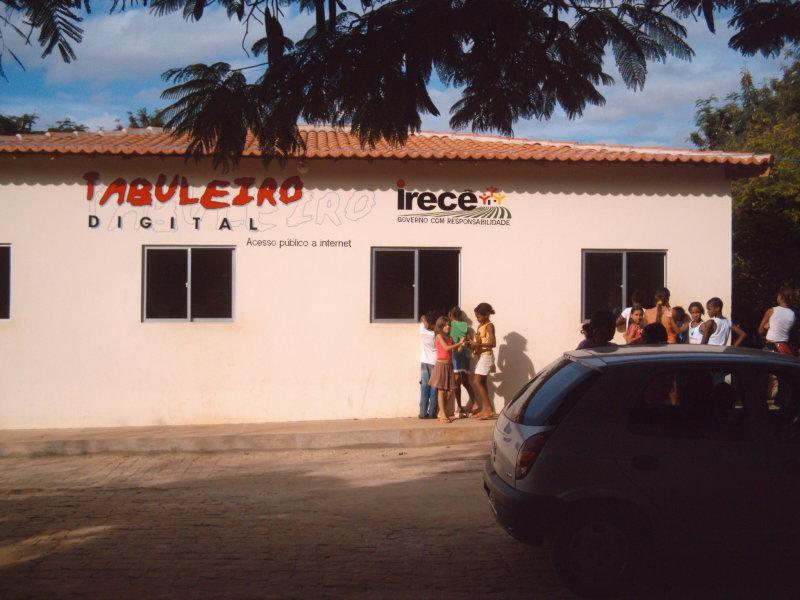 TABULEIRO
DIGITAL
Acesso público a internet
irecê
GOVERNO COM RESPONSABILIDADE